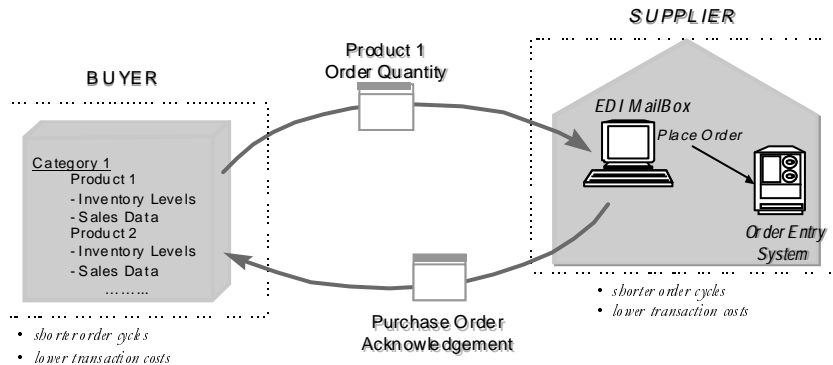 SUPPLIER
Product 1
Order Quantity
BUYER
EDI MailBox
Place Order
Category 1
Product 1
- Inventory Levels
- Sales Data
Product 2
- Inventory Levels
- Sales Data
.........
Order Entry
System
• shorter order cycles
• lower transaction costs
Purchase Order
Acknowledgement
• shorter order cycles
• lower transaction costs